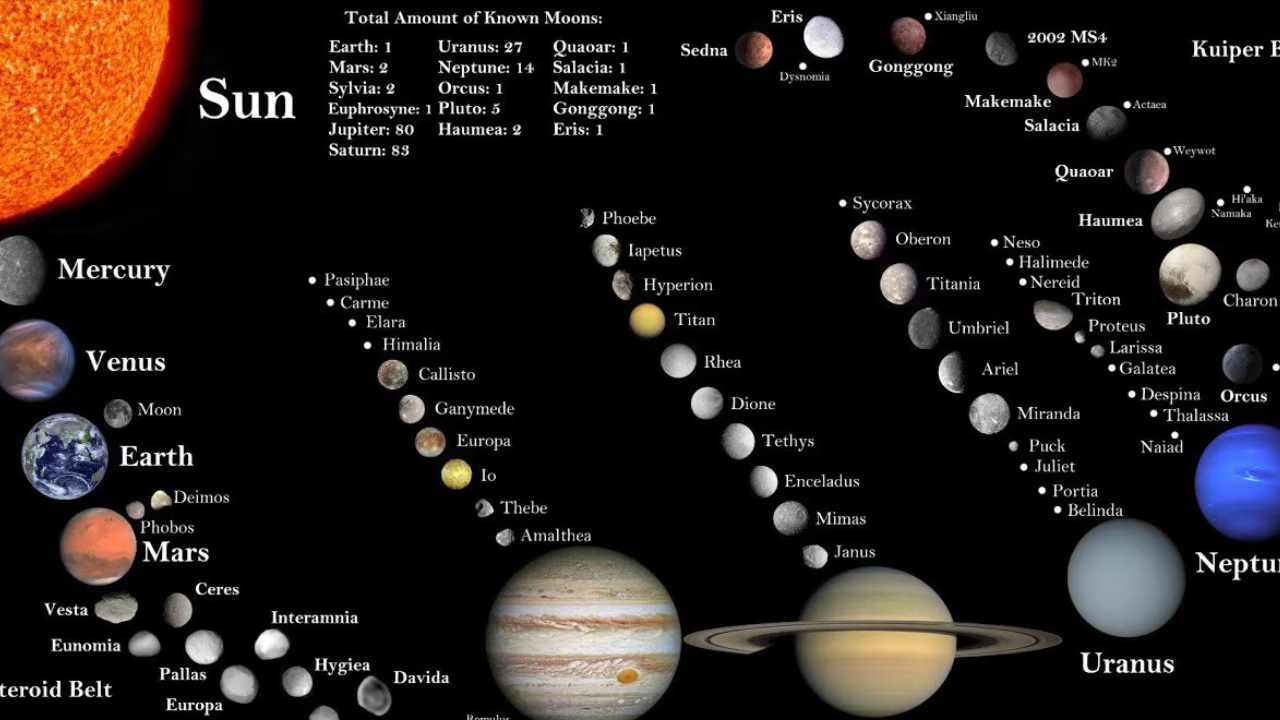 Total Amount of Known Moons:
Earth: 1
Mars: 2
Sylvia: 2
Euphrosyne: 1
Jupiter: 80
Saturn: 83
Uranus: 27
Neptune: 14
Orcus: 1
Pluto: 5
Haumea: 2
Quaoar: 1
Salacia: 1
Makemake: 1
Gonggong: 1
Eris: 1
Sun
Mercury
Venus
Moon
Earth
Deimos
Phobos
Mars
Ceres
Vesta
Interamnia
Eunomia
Pallas
Hygiea
Davida
Europa
teroid Belt
Pasiphae
Carme
Elara
Himalia
Callisto
Ganymede
Europa
Io
Thebe
Amalthea
Romulus
Phoebe
Iapetus
Hyperion
Titan
Rhea
Dione
Tethys
Enceladus
Mimas
Janus
Sycorax
Oberon
Titania
Umbriel
Ariel
Miranda
Puck
Juliet
Portia
Belinda
Uranus
Neso
Halimede
Nereid
Triton
Proteus
Larissa
Galatea
Despina
Thalassa
Naiad
Neptu
Sedna
Eris
Dysnomia
Xiangliu
Gonggong
2002 MS4
MK2
Makemake
Actaea
Salacia
Weywot
Quaoar
Hi'aka
Namaka
Haumea
Ke
Charon
Pluto
Orcus
Kuiper B